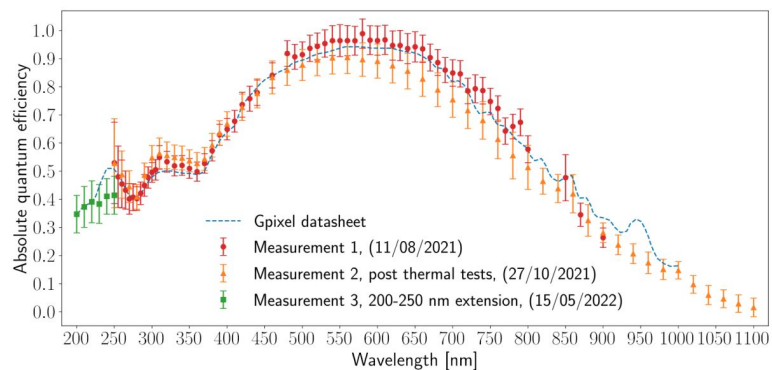 Absolute quantum efficiency
1.0
0.9
0.8
0.7
0.6
0.5
0.4
0.3
0.2
0.1
0.0
Gpixel datasheet
Measurement 1, (11/08/2021)
Measurement 2, post thermal tests, (27/10/2021)
Measurement 3, 200-250 nm extension, (15/05/2022)
200 250 300 350 400 450 500 550 600 650 700 750 800 850 900 950 1000 1050 1100
Wavelength [nm]